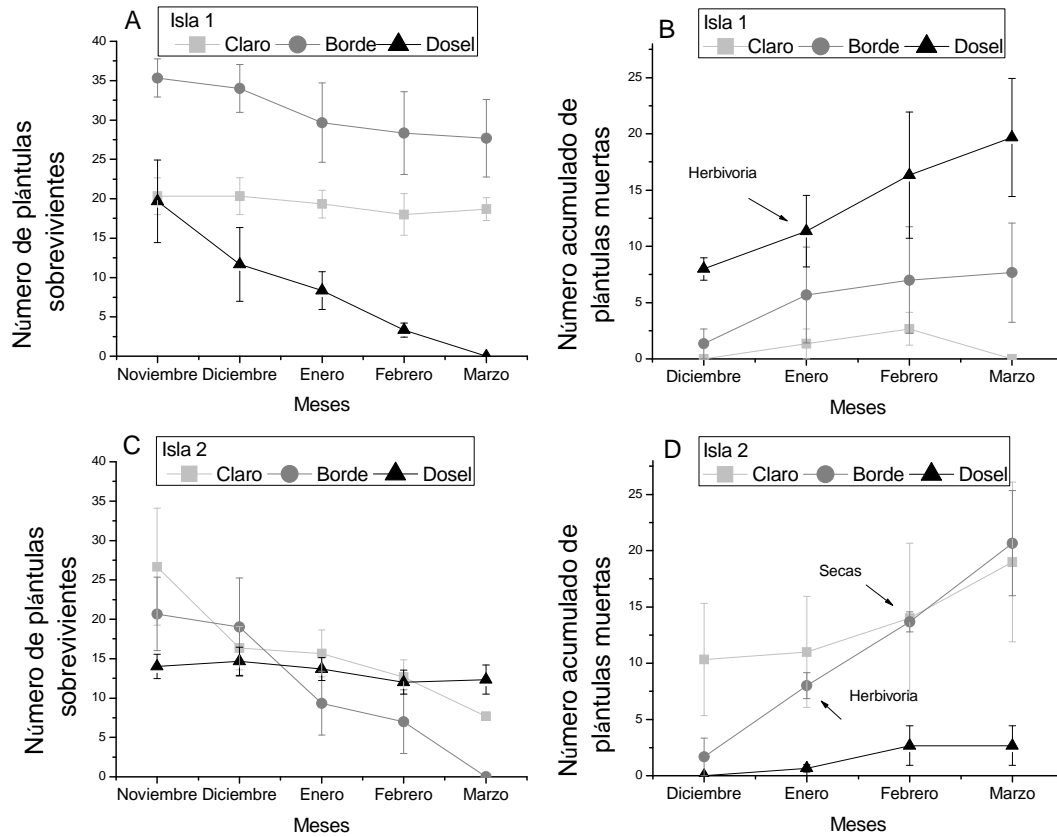 A
Isla 1
Claro Borde Dosel
40
35
30
25
20
15
10
5
0
Número de plántulas
sobrevivientes
Noviembre Diciembre Enero Febrero Marzo
Meses
B
Isla 1
Claro Borde Dosel
25
20
15
10
5
0
Número acumulado de
plántulas muertas
Herbivoria
Diciembre Enero Febrero Marzo
Meses
C
Isla 2
Claro Borde Dosel
40
35
30
25
20
15
10
5
0
Número de plántulas
sobrevivientes
Noviembre Diciembre Enero Febrero Marzo
Meses
D
Isla 2
Claro Borde Dosel
25
20
15
10
5
0
Número acumulado de
plántulas muertas
Secas
Herbivoria
Diciembre Enero Febrero Marzo
Meses